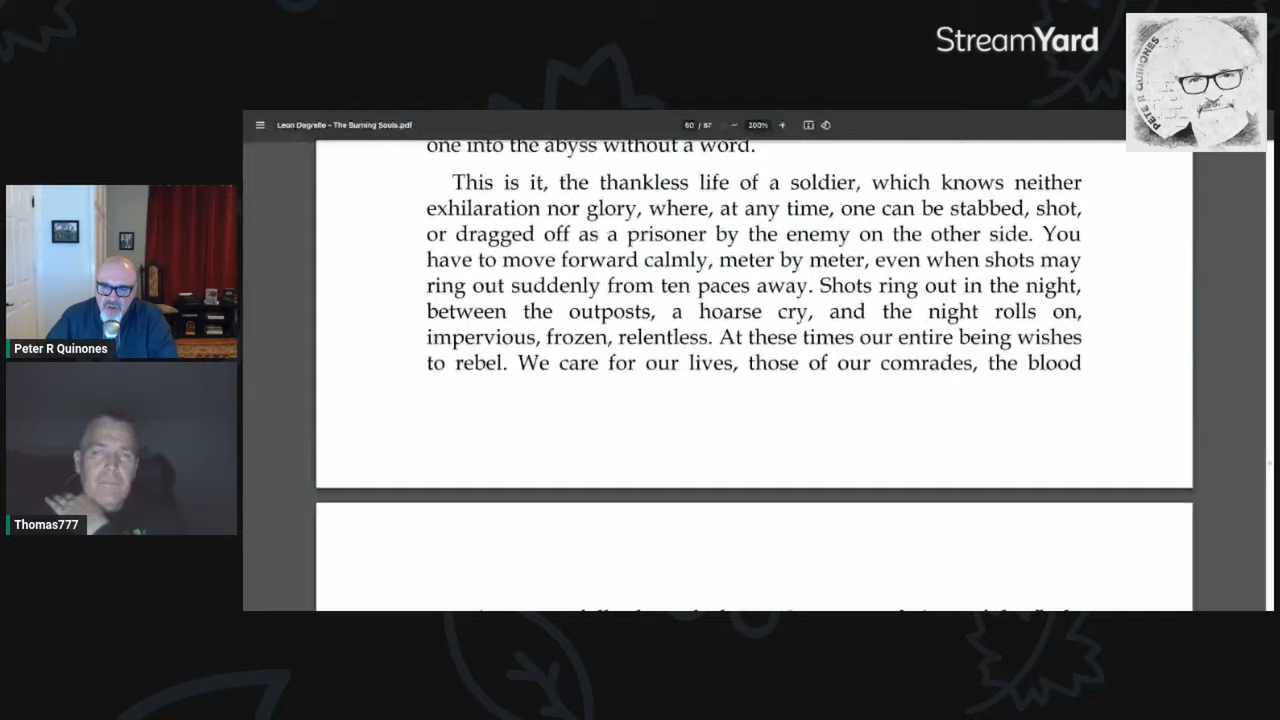 StreamYard
PETE R QUINONES
Leon Degrelle - The Burning Souls.pdf
60 / 87
200%
one into the abyss without a word.
This is it, the thankless life of a soldier, which knows neither
exhilaration nor glory, where, at any time, one can be stabbed, shot,
or dragged off as a prisoner by the enemy on the other side. You
have to move forward calmly, meter by meter, even when shots may
ring out suddenly from ten paces away. Shots ring out in the night,
between the outposts, a hoarse cry, and the night rolls on,
impervious, frozen, relentless. At these times our entire being wishes
to rebel. We care for our lives, those of our comrades, the blood
Peter R Quinones
Thomas777